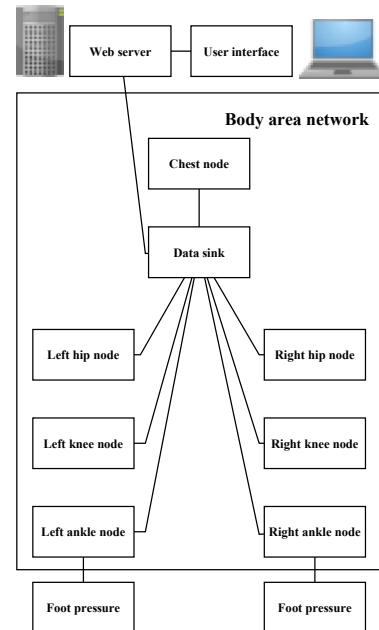 Web server
User interface
Body area network
Chest node
Data sink
Left hip node
Right hip node
Left knee node
Right knee node
Left ankle node
Right ankle node
Foot pressure
Foot pressure